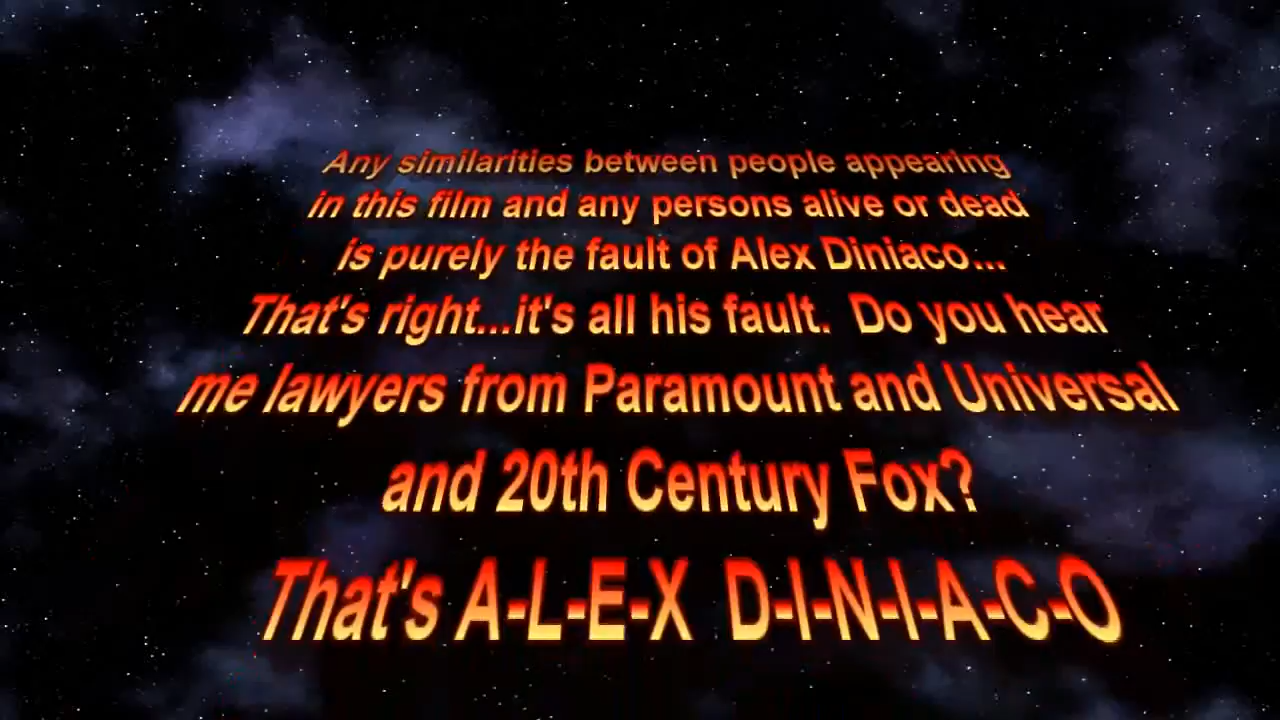 Any similarities between people appearing
in this film and any persons alive or dead
is purely the fault of Alex Diniaco...
That's right...it's all his fault.  Do you hear
me lawyers from Paramount and Universal
and 20th Century Fox?
That's A-L-E-X  D-I-N-I-A-C-O